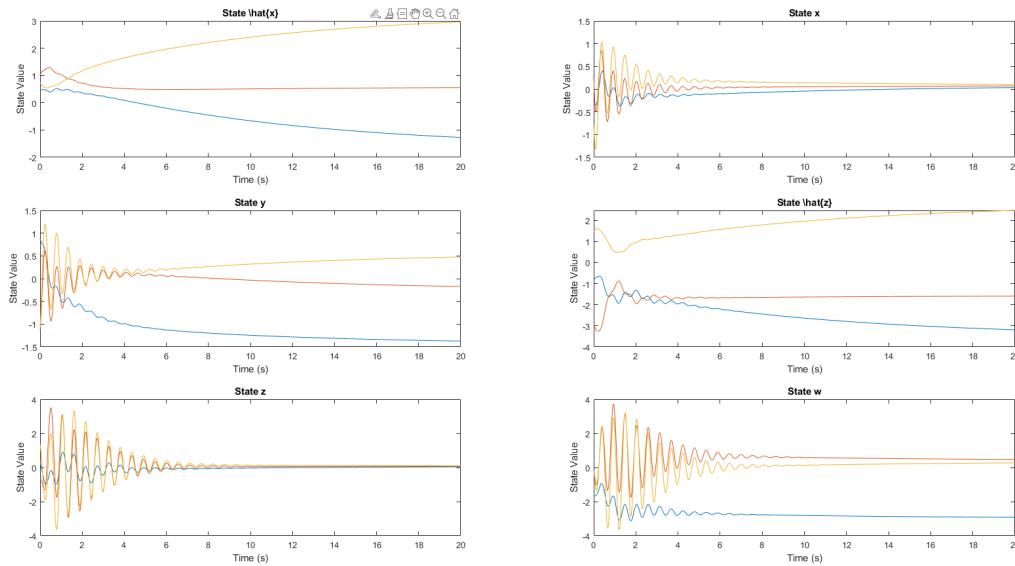 State \hat{x}
3
2
1
0
-1
-2
State Value
0 2 4 6 8 10 12 14 16 18 20
Time (s)
State x
1.5
1
0.5
0
-0.5
-1
-1.5
State Value
0 2 4 6 8 10 12 14 16 18 20
Time (s)
State y
1.5
1
0.5
0
-0.5
-1
-1.5
State Value
0 2 4 6 8 10 12 14 16 18 20
Time (s)
State \hat{z}
2
1
0
-1
-2
-3
-4
State Value
0 2 4 6 8 10 12 14 16 18 20
Time (s)
State z
4
2
0
-2
-4
State Value
0 2 4 6 8 10 12 14 16 18 20
Time (s)
State w
4
2
0
-2
-4
State Value
0 2 4 6 8 10 12 14 16 18 20
Time (s)